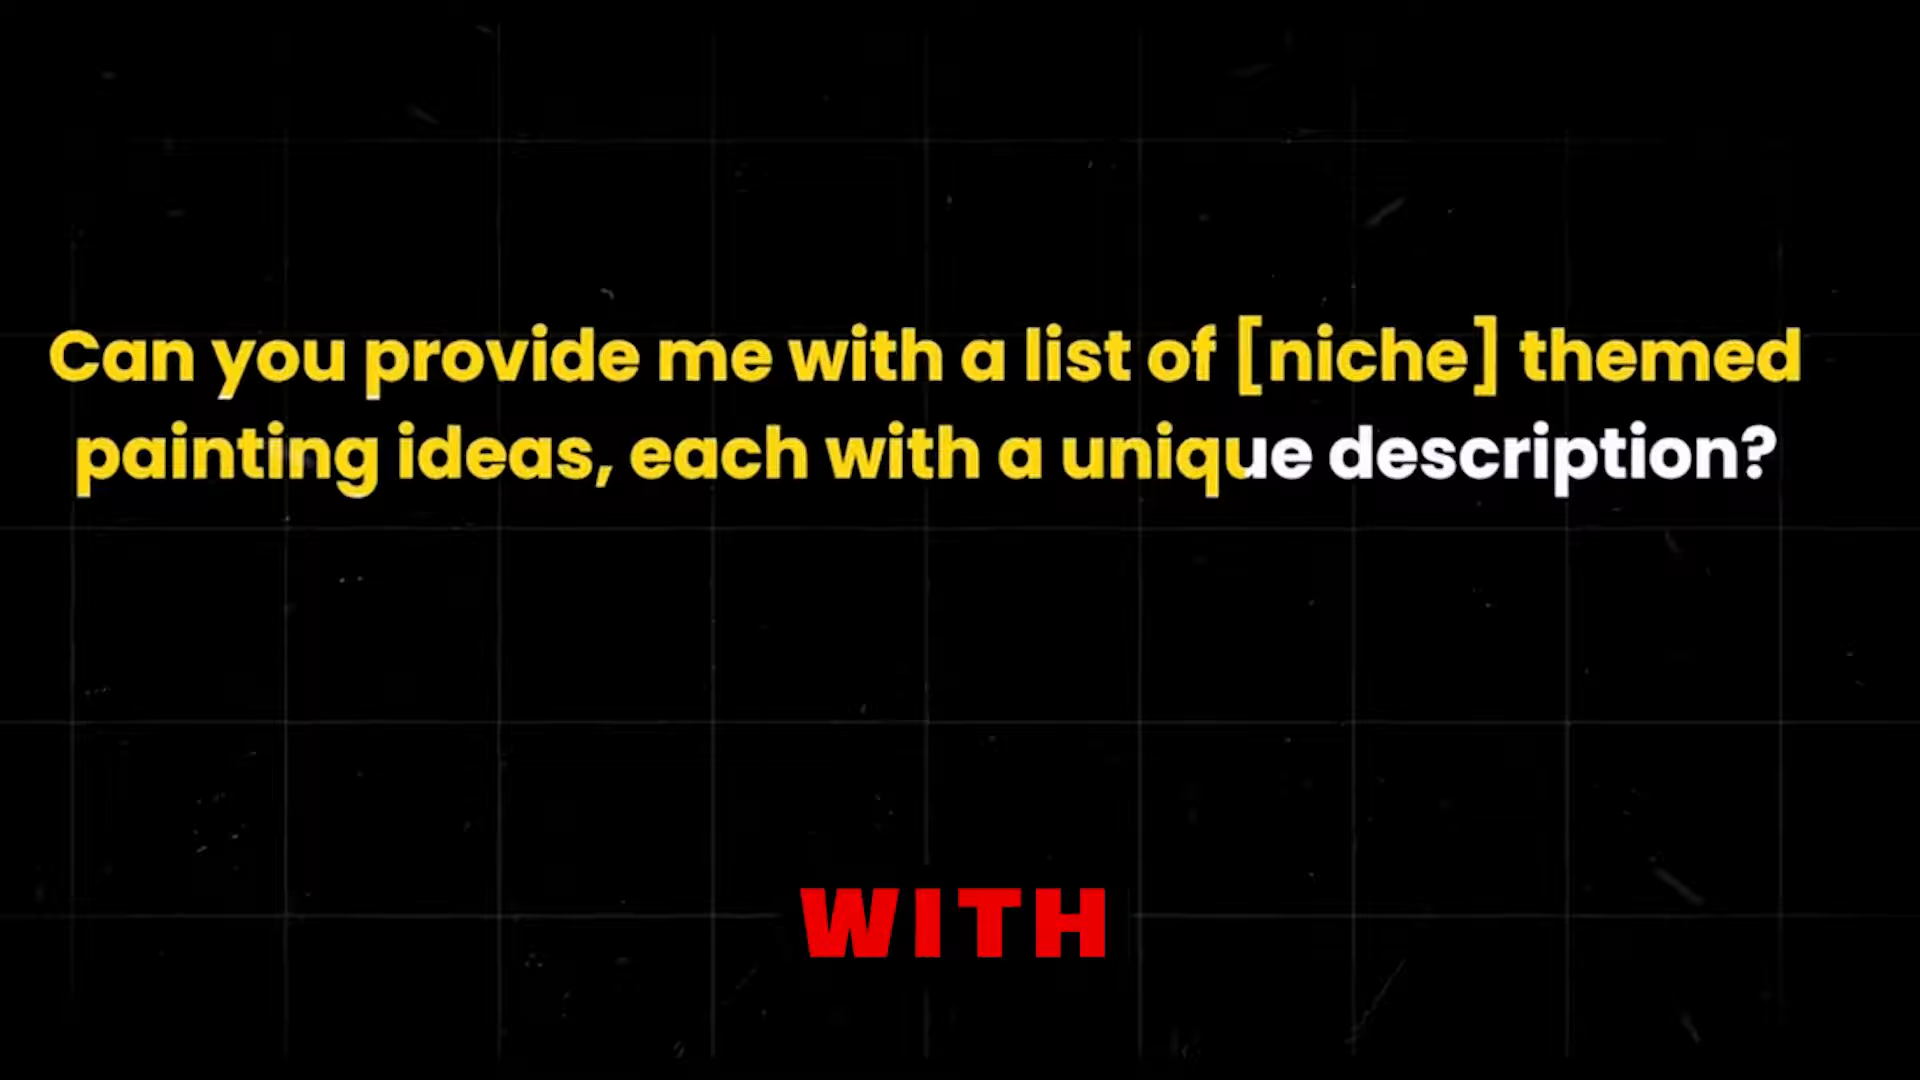 Can you provide me with a list of [niche] themed
painting ideas, each with a unique description?
WITH